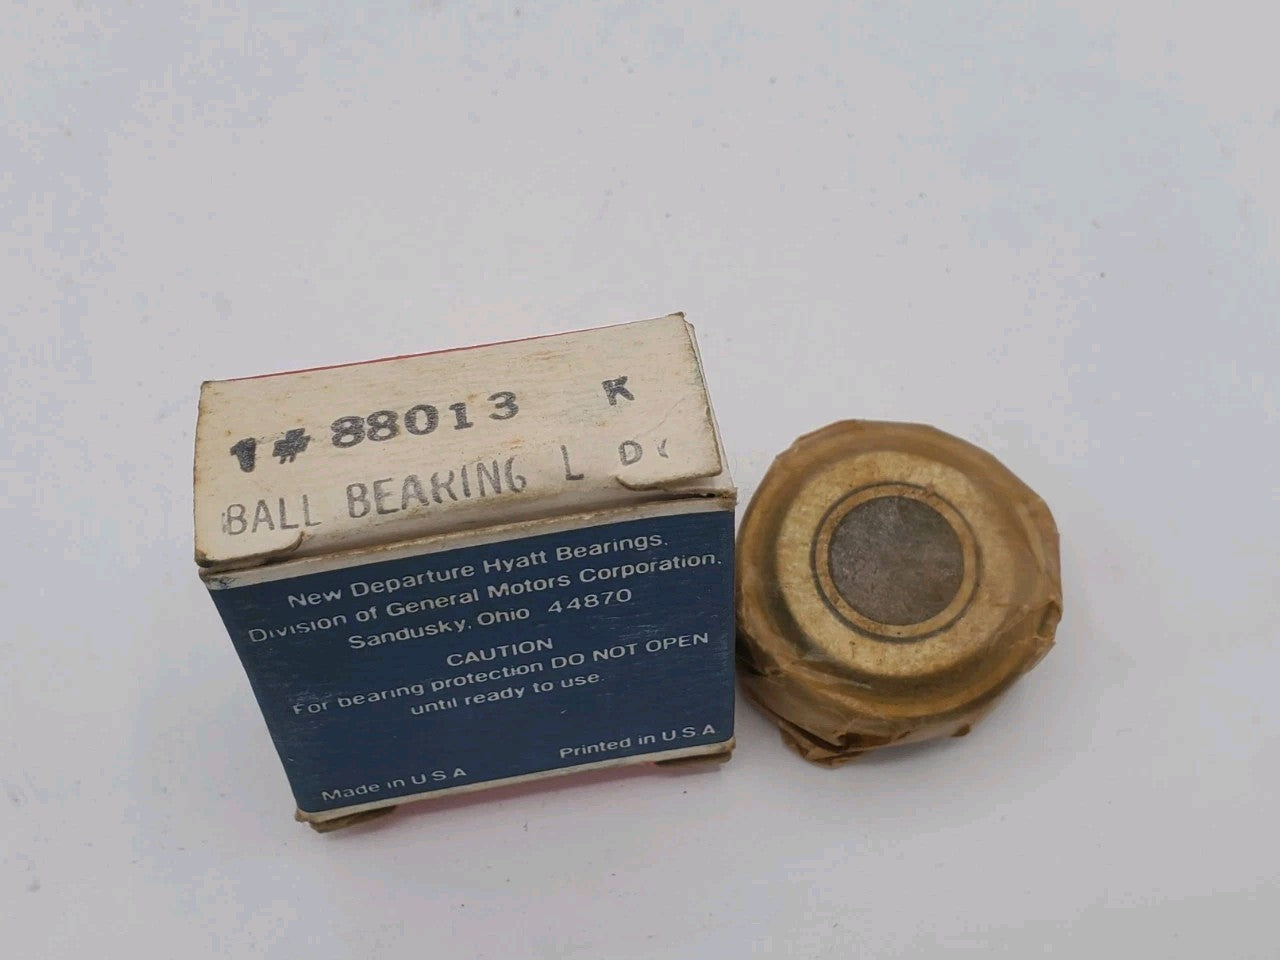 1# 88013 K
BALL BEARING L D
New Departure Hyatt Bearings,
Division of General Motors Corporation,
Sandusky, Ohio 44870
CAUTION
For bearing protection DO NOT OPEN
until ready to use.
Made in U.S.A.
Printed in U.S.A.